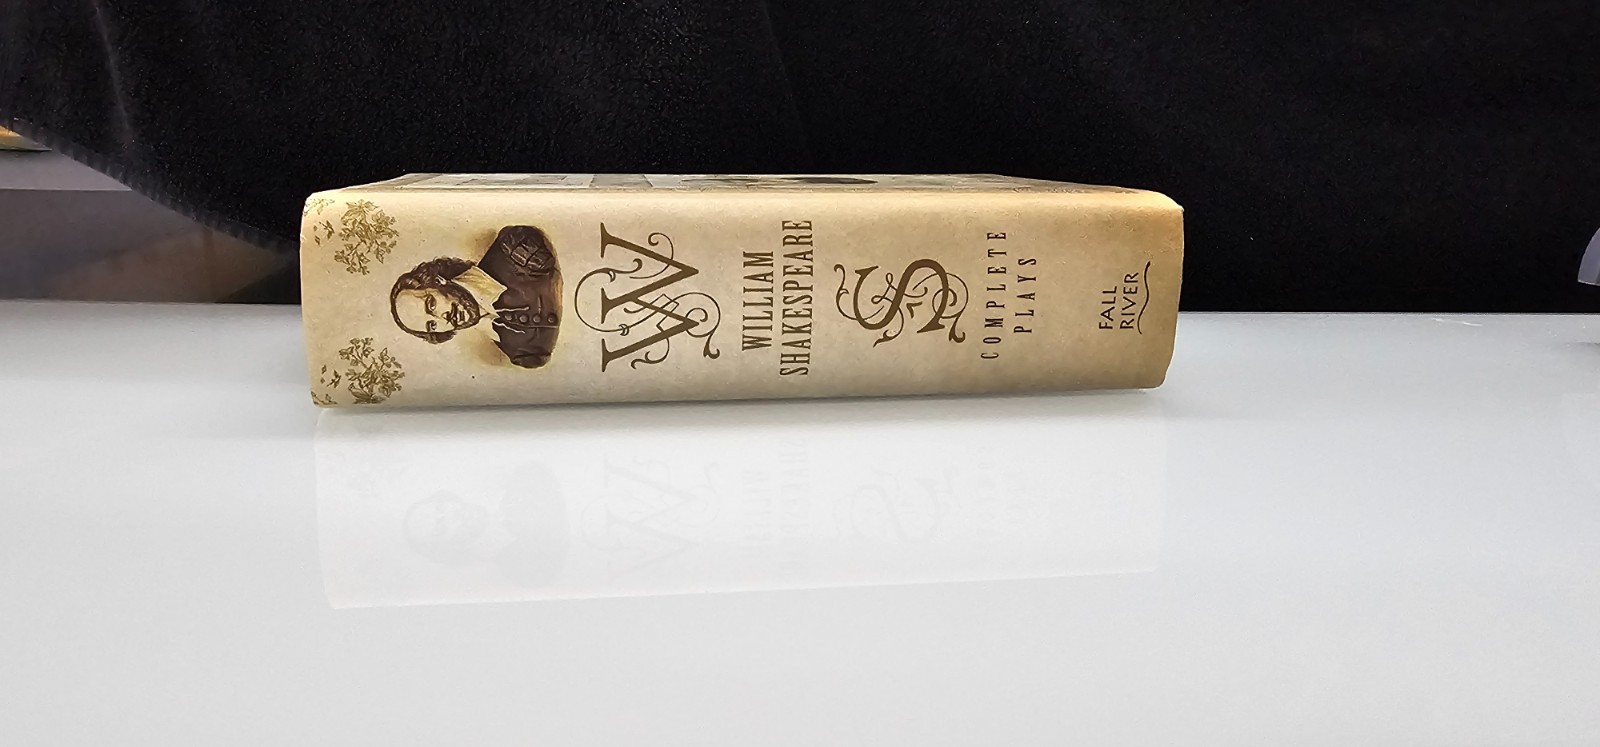 W
WILLIAM
SHAKESPEARE
S
COMPLETE
PLAYS
FALL
RIVER